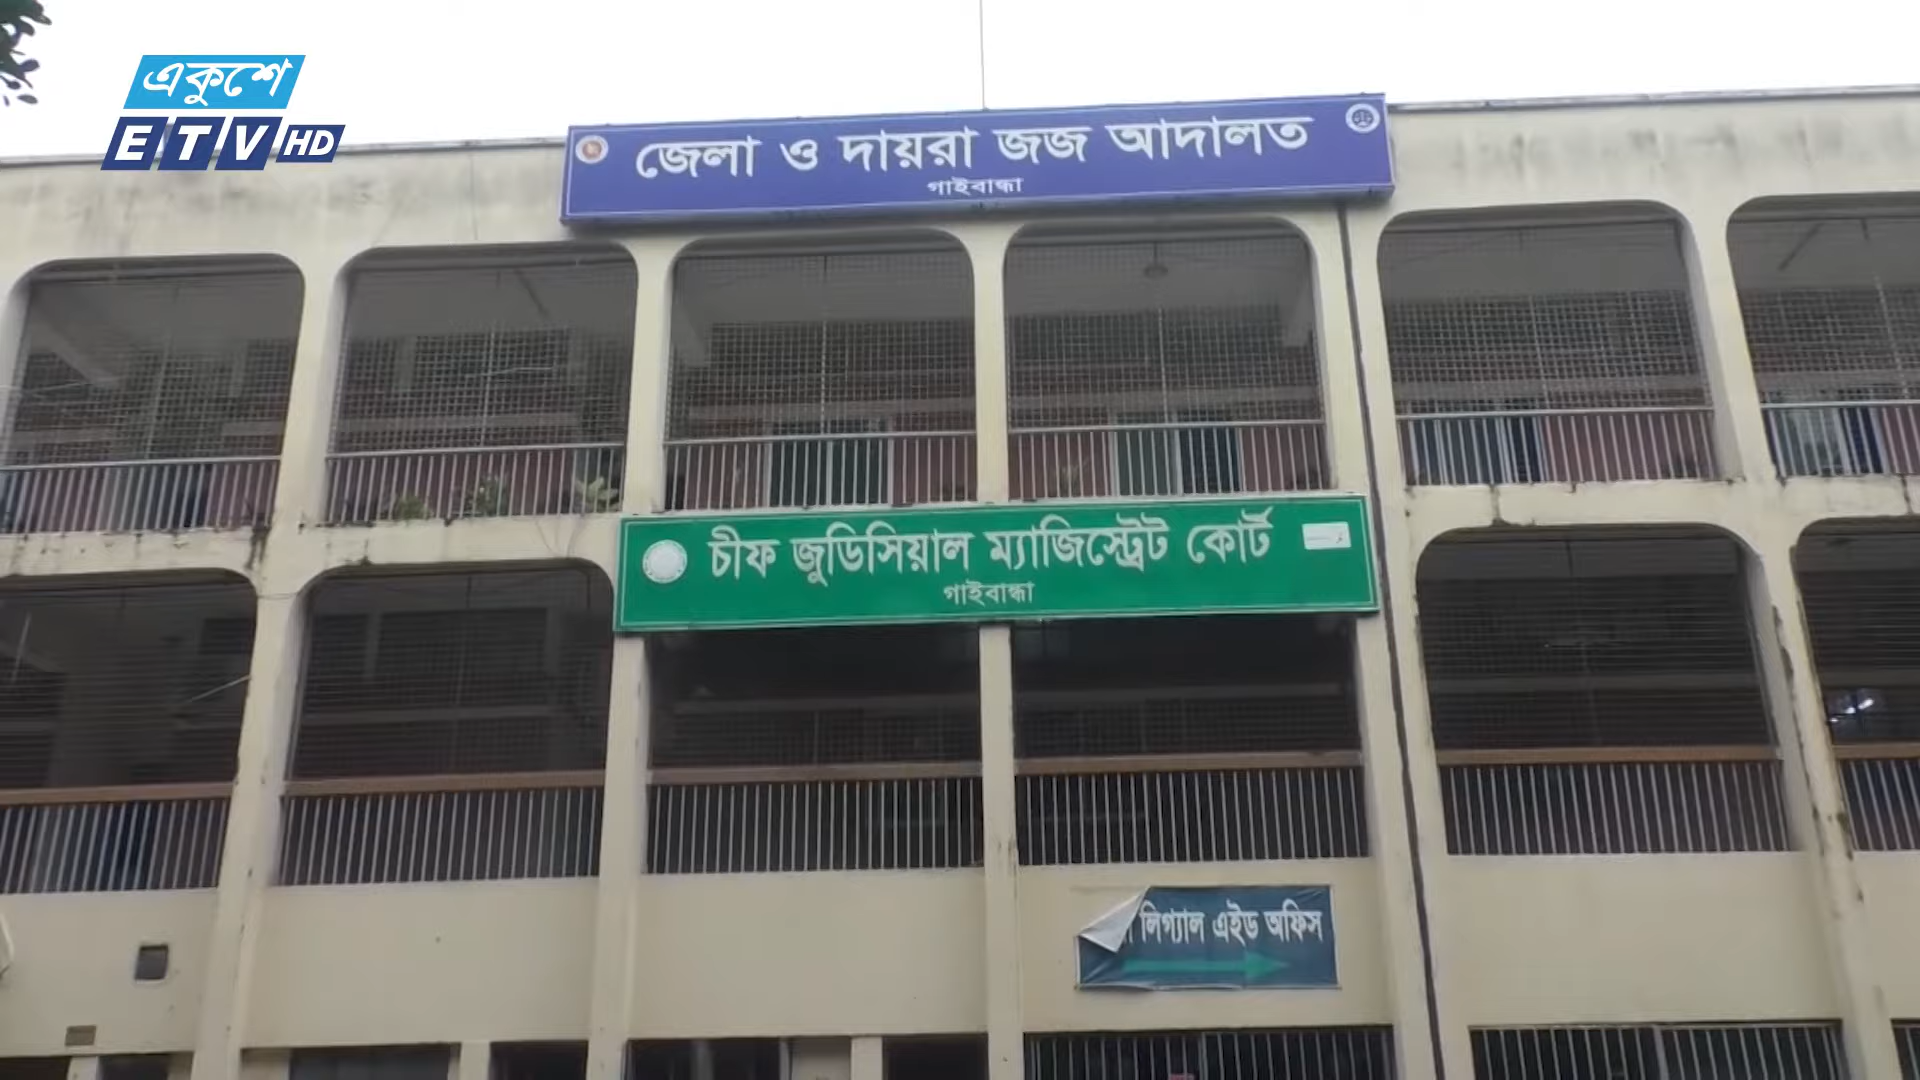 একুশে
ETV HD
জেলা ও দায়রা জজ আদালত
গাইবান্ধা
চীফ জুডিসিয়াল ম্যাজিস্ট্রেট কোর্ট
গাইবান্ধা
লিগ্যাল এইড অফিস